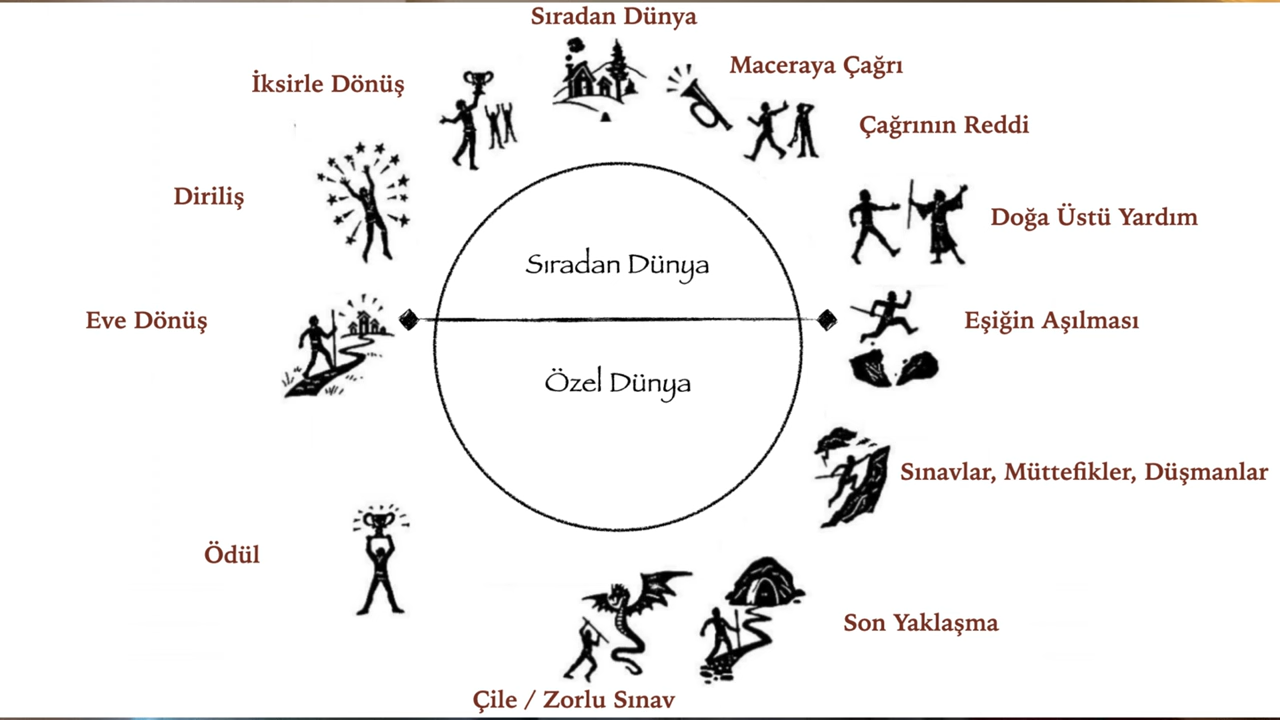 Sıradan Dünya
Maceraya Çağrı
Çağrının Reddi
Doğa Üstü Yardım
Eşiğin Aşılması
Sınavlar, Müttefikler, Düşmanlar
Son Yaklaşma
Çile / Zorlu Sınav
Ödül
Eve Dönüş
Diriliş
İksirle Dönüş
Sıradan Dünya
Özel Dünya